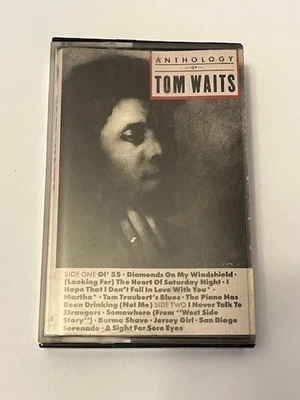 ANTHOLOGY
OF
TOM WAITS
SIDE ONE Ol' 55 • Diamonds On My Windshield •
(Looking For) The Heart Of Saturday Night • I
Hope That I Don't Fall In Love With You •
Martha • Tom Traubert's Blues • The Piano Has
Been Drinking (Not Me) SIDE TWO I Never Talk To
Strangers • Somewhere (From "West Side
Story") • Burma Shave • Jersey Girl • San Diego
Serenade • A Sight For Sore Eyes